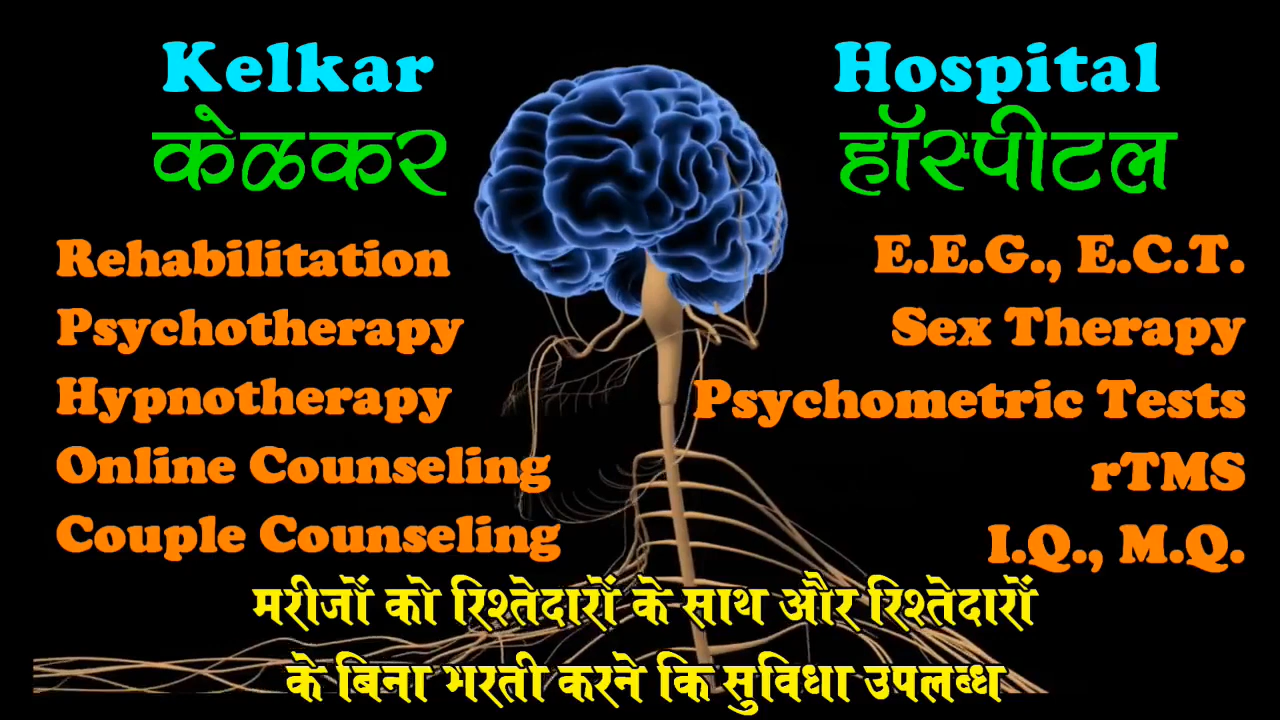 Kelkar Hospital
केळकर हॉस्पीटल
Rehabilitation
Psychotherapy
Hypnotherapy
Online Counseling
Couple Counseling
E.E.G., E.C.T.
Sex Therapy
Psychometric Tests
rTMS
I.Q., M.Q.
मरीजों को रिश्तेदारों के साथ और रिश्तेदारों
के बिना भरती करने कि सुविधा उपलब्ध